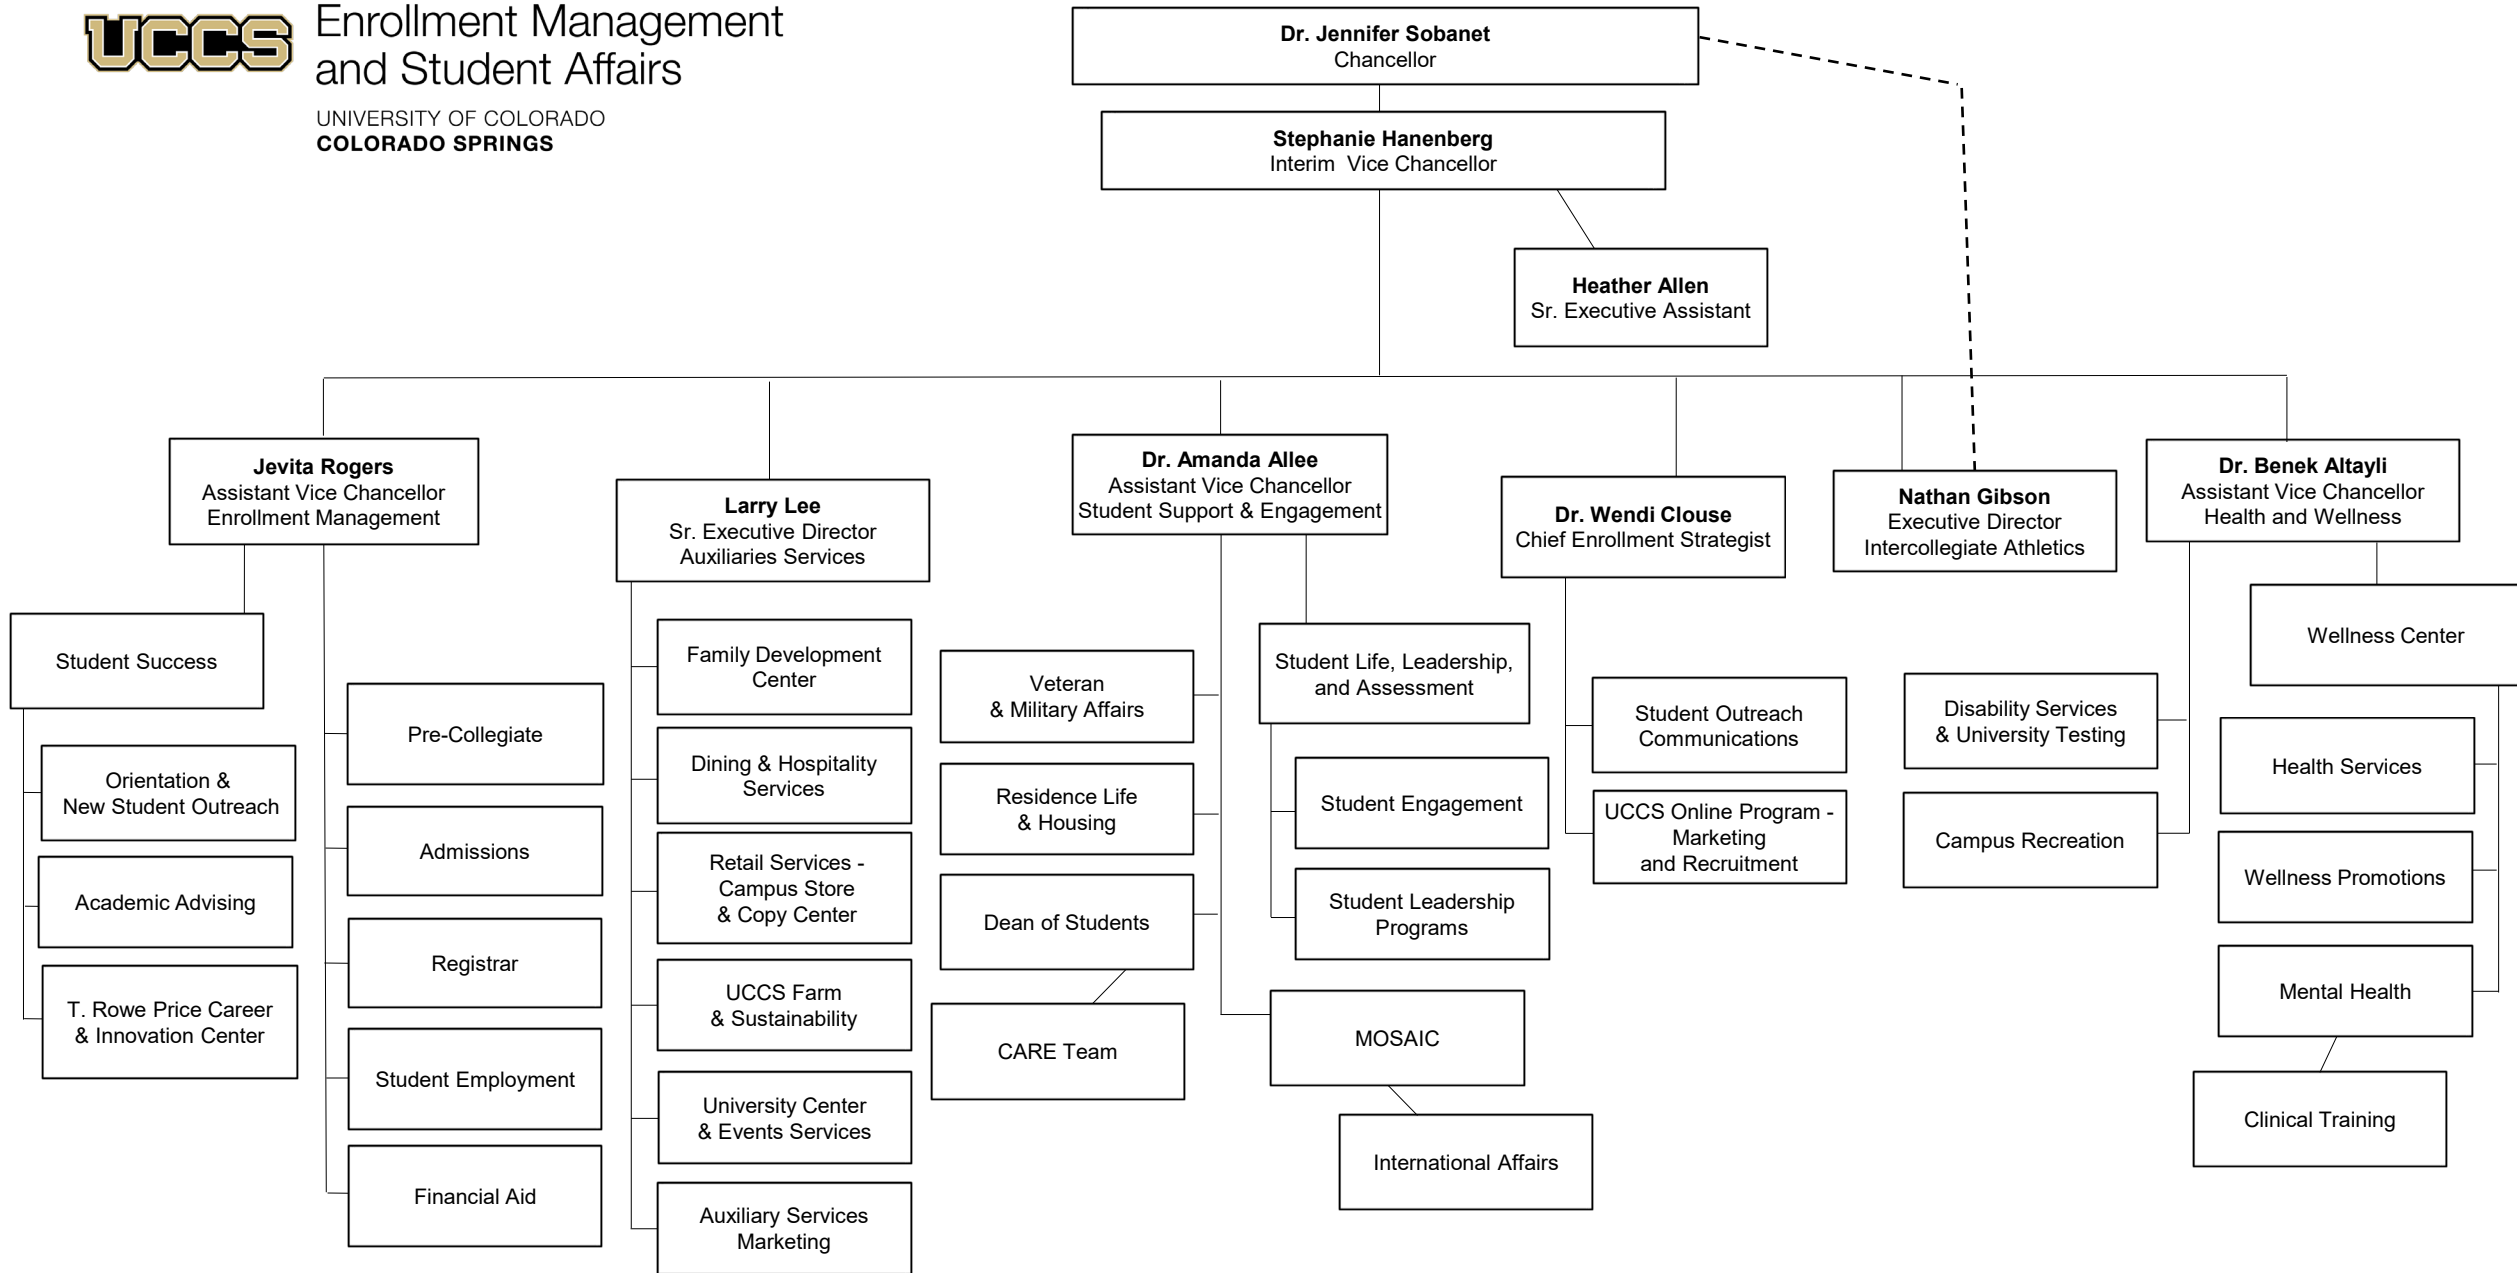 UCCS
Enrollment Management
and Student Affairs
UNIVERSITY OF COLORADO
COLORADO SPRINGS
Dr. Jennifer Sobanet
Chancellor
Stephanie Hanenberg
Interim Vice Chancellor
Heather Allen
Sr. Executive Assistant
Jevita Rogers
Assistant Vice Chancellor
Enrollment Management
Student Success
Orientation &
New Student Outreach
Academic Advising
T. Rowe Price Career
& Innovation Center
Pre-Collegiate
Admissions
Registrar
Student Employment
Financial Aid
Larry Lee
Sr. Executive Director
Auxiliaries Services
Family Development
Center
Dining & Hospitality
Services
Retail Services -
Campus Store
& Copy Center
UCCS Farm
& Sustainability
University Center
& Events Services
Auxiliary Services
Marketing
Dr. Amanda Allee
Assistant Vice Chancellor
Student Support & Engagement
Veteran
& Military Affairs
Residence Life
& Housing
Dean of Students
CARE Team
Student Life, Leadership,
and Assessment
Student Engagement
Student Leadership
Programs
MOSAIC
International Affairs
Dr. Wendi Clouse
Chief Enrollment Strategist
Student Outreach
Communications
UCCS Online Program -
Marketing
and Recruitment
Nathan Gibson
Executive Director
Intercollegiate Athletics
Dr. Benek Altayli
Assistant Vice Chancellor
Health and Wellness
Disability Services
& University Testing
Campus Recreation
Wellness Center
Health Services
Wellness Promotions
Mental Health
Clinical Training